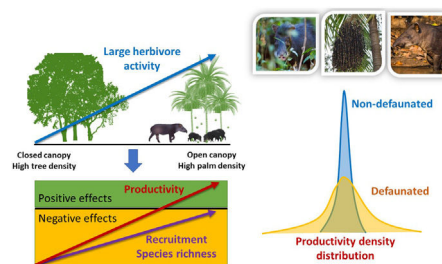 Large herbivore
activity
Closed canopy
High tree density
Open canopy
High palm density
Productivity
Positive effects
Negative effects
Recruitment
Species richness
Non-defaunated
Defaunated
Productivity density
distribution